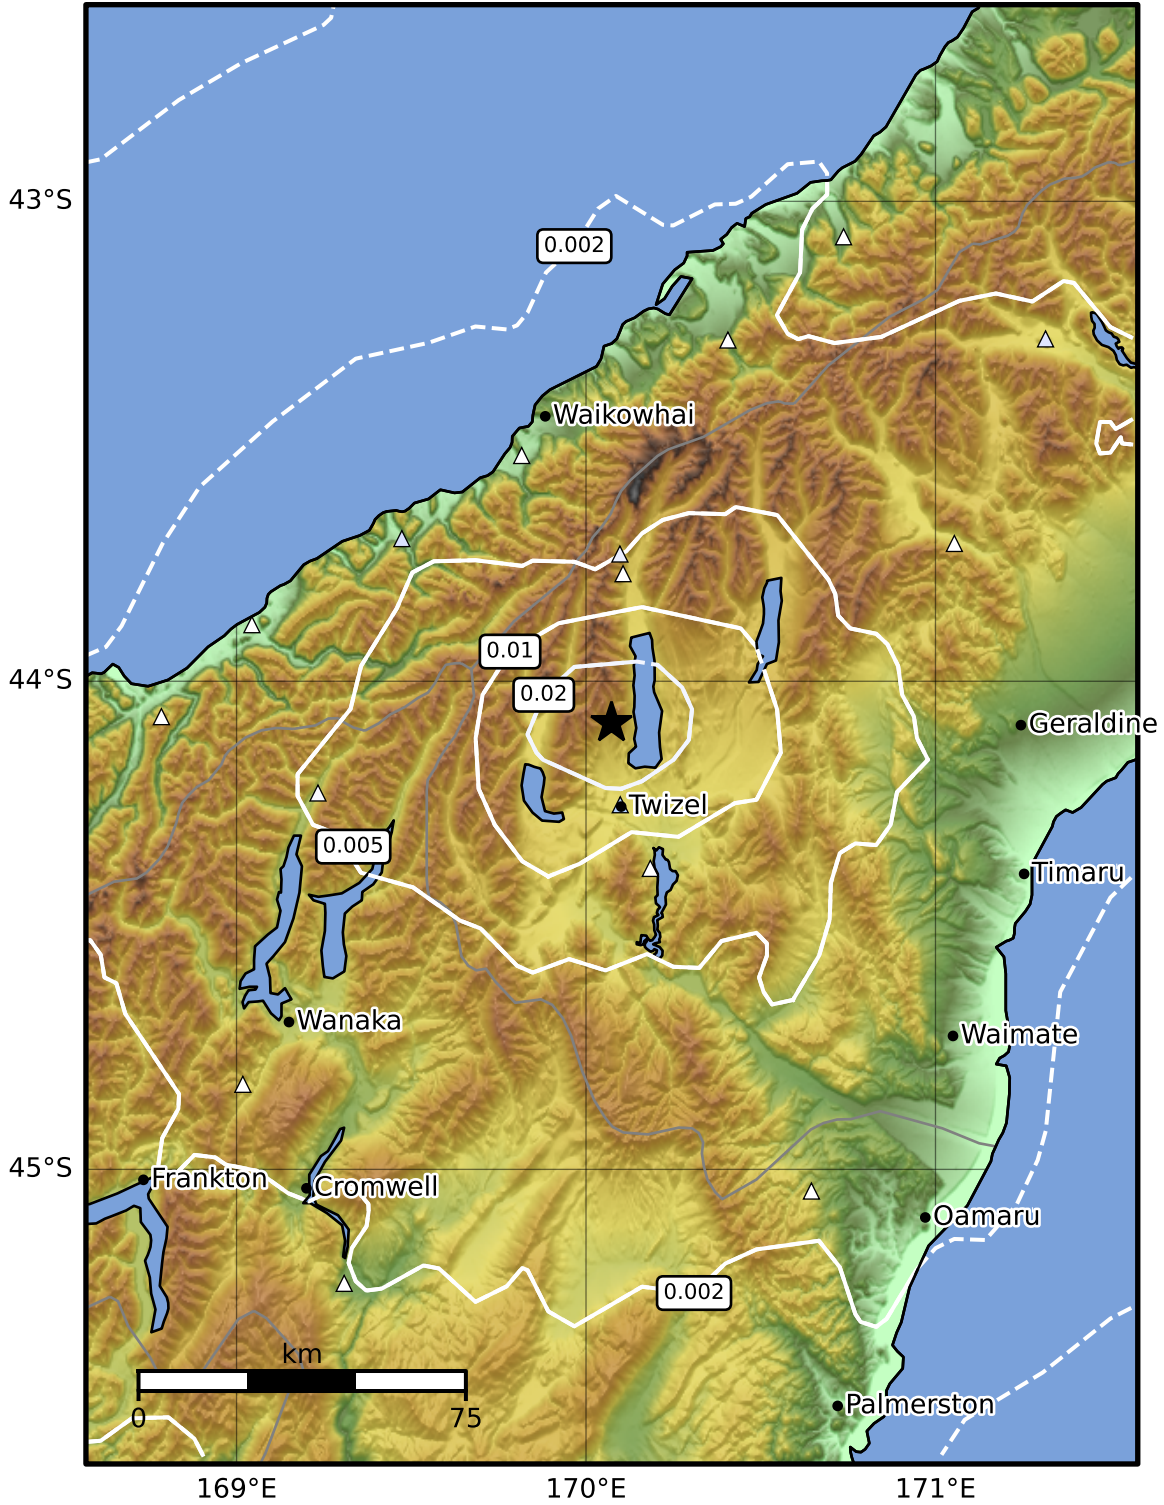 43°S
0.002
Waikowhai
0.01
44°S
0.02
Geraldine
Twizel
0.005
Timaru
Wanaka
Waimate
45°S
Frankton
Cromwell
Oamaru
0.002
km
0
75
Palmerston
169°E
170°E
171°E